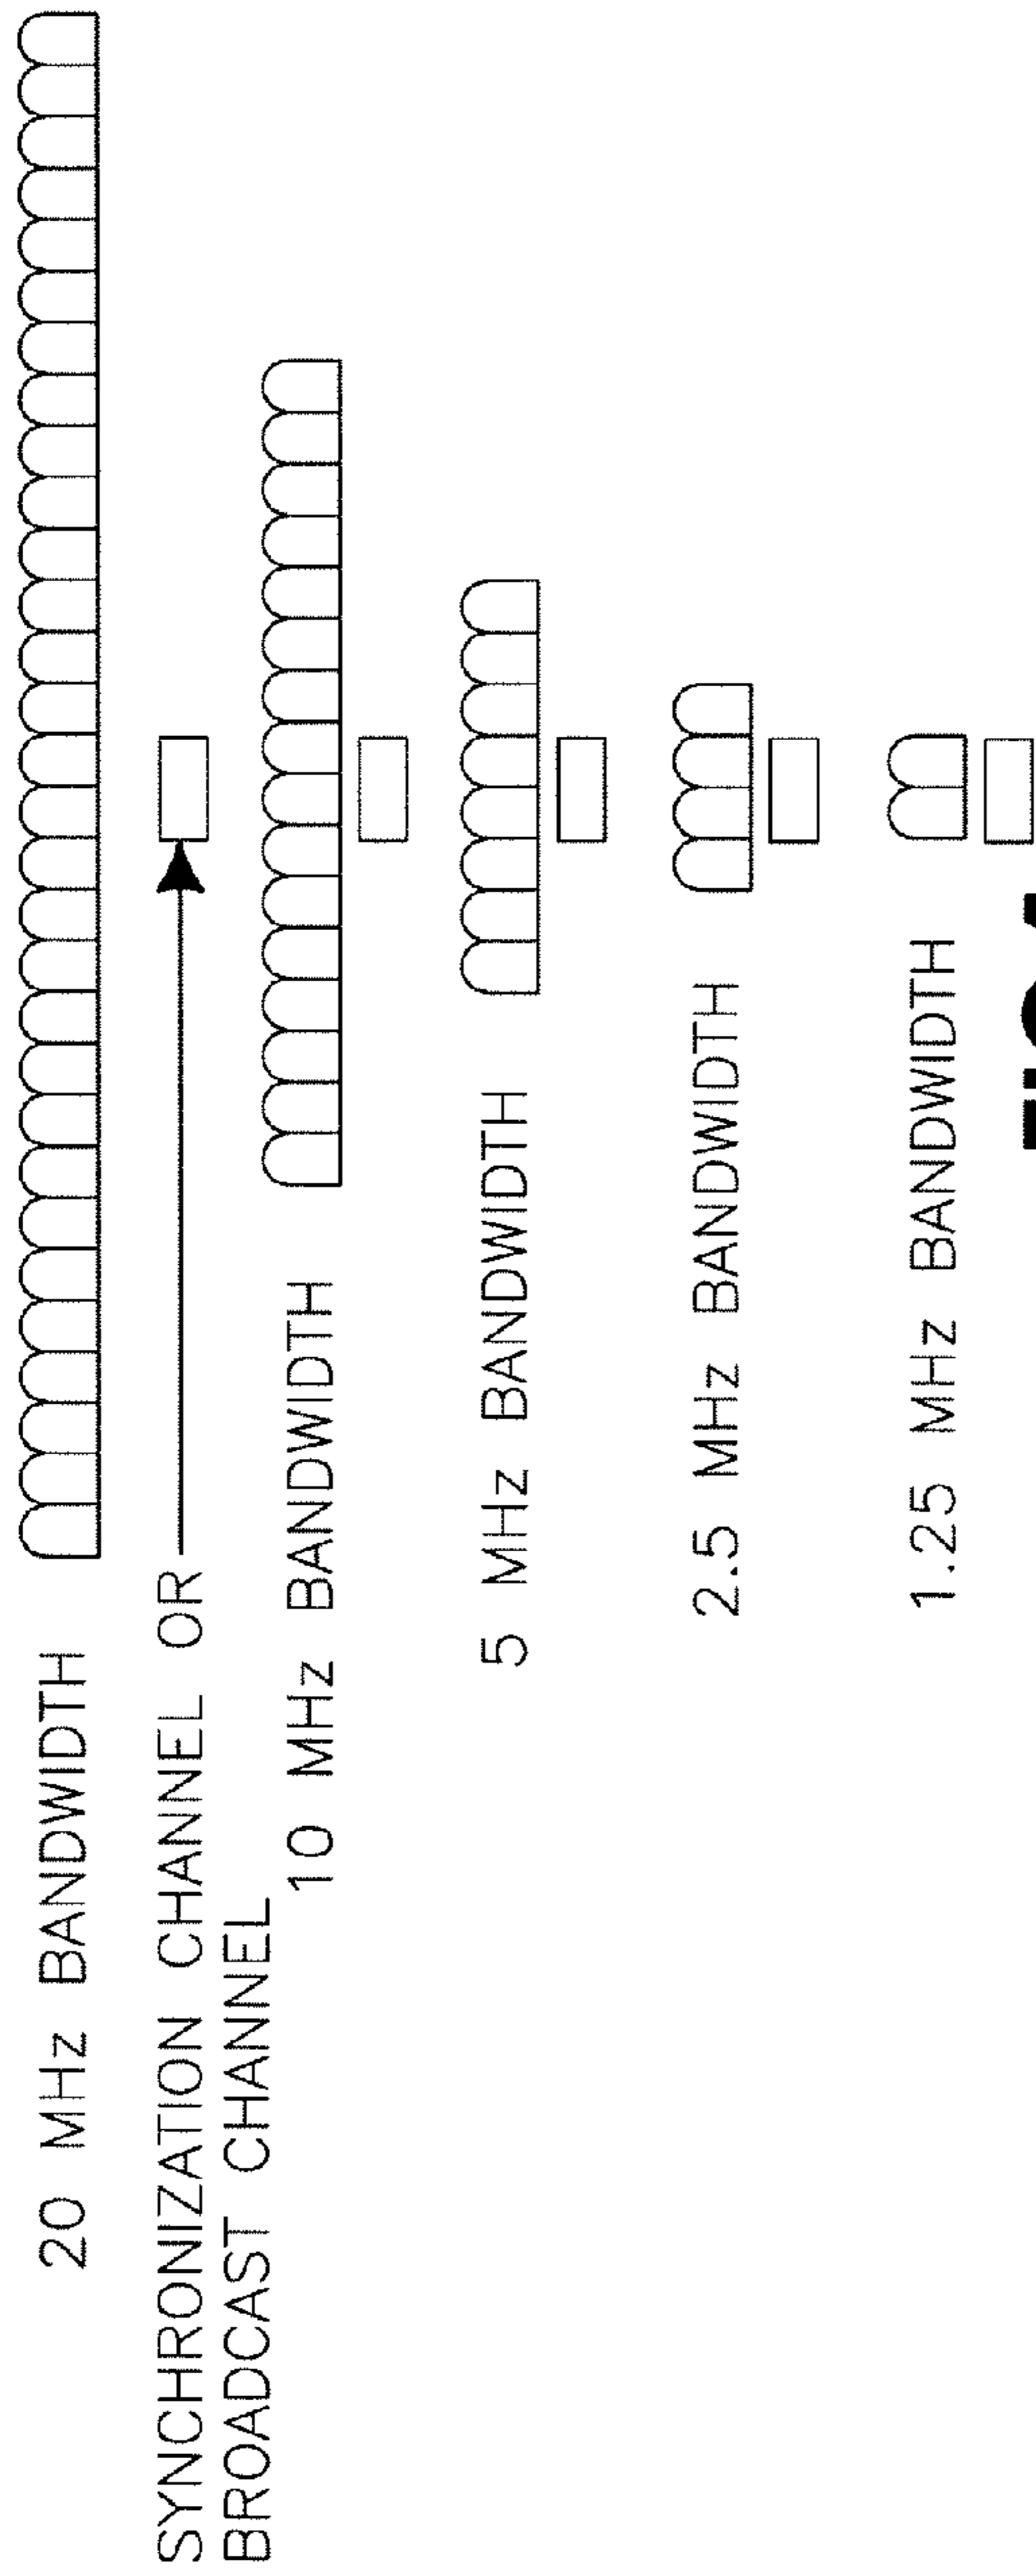 20 MHz BANDWIDTH
SYNCHRONIZATION CHANNEL OR
BROADCAST CHANNEL
10 MHz BANDWIDTH
5 MHz BANDWIDTH
2.5 MHz BANDWIDTH
1.25 MHz BANDWIDTH